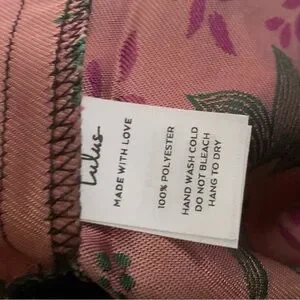 Lulus
MADE WITH LOVE
100% POLYESTER
HAND WASH COLD
DO NOT BLEACH
HANG TO DRY